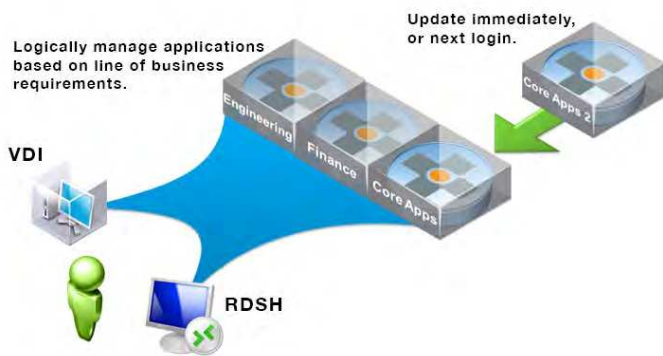 Logically manage applications
based on line of business
requirements.
Update immediately,
or next login.
Engineering
Finance
Core Apps
Core Apps 2
VDI
RDSH